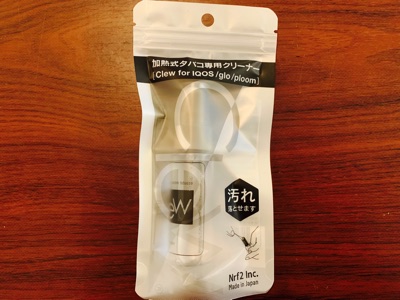 加熱式タバコ専用クリーナー
[Clew for IQOS/glo/ploom]
汚れ
落とせます
Nrf2 Inc.
Made in Japan